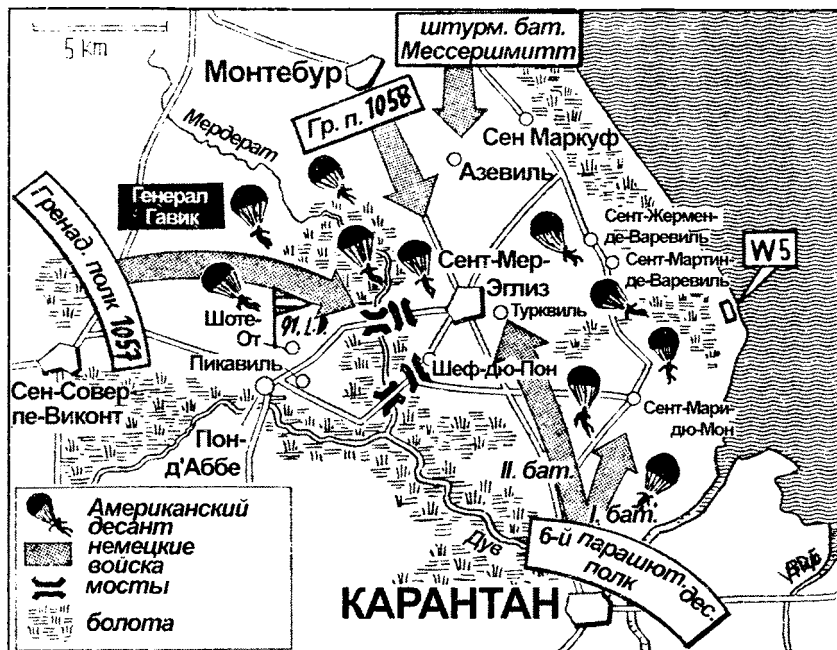 5 km
штурм. бат.
Мессершмитт
Монтебур
Гр. п. 1058
Мердерат
Сен Маркуф
Азевиль
Генерал
Гавик
Гренад. полк 1057
Сент-Жермен-
де-Варевиль
Сент-Мартин-
де-Варевиль
W5
Сент-Мер-
Эглиз
Турквиль
Шоте-
От
Пикавиль
Шеф-дю-Пон
Сен-Совер-
ле-Виконт
Сент-Мари-
дю-Мон
Пон-
д'Аббе
II. бат.
I. бат.
Американский
десант
немецкие
войска
мосты
болота
Дув
6-й парашют. дес.
полк
КАРАНТАН